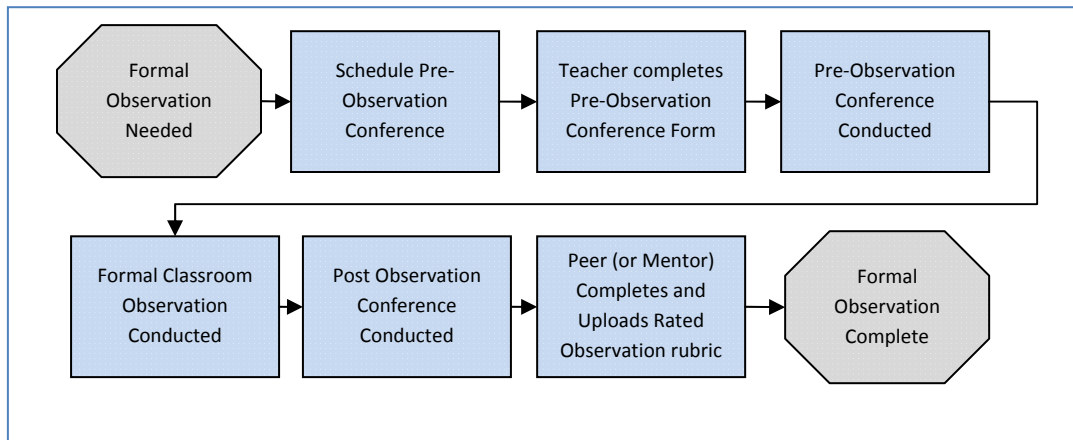 Formal
Observation
Needed
Schedule Pre-
Observation
Conference
Teacher completes
Pre-Observation
Conference Form
Pre-Observation
Conference
Conducted
Formal Classroom
Observation
Conducted
Post Observation
Conference
Conducted
Peer (or Mentor)
Completes and
Uploads Rated
Observation rubric
Formal
Observation
Complete